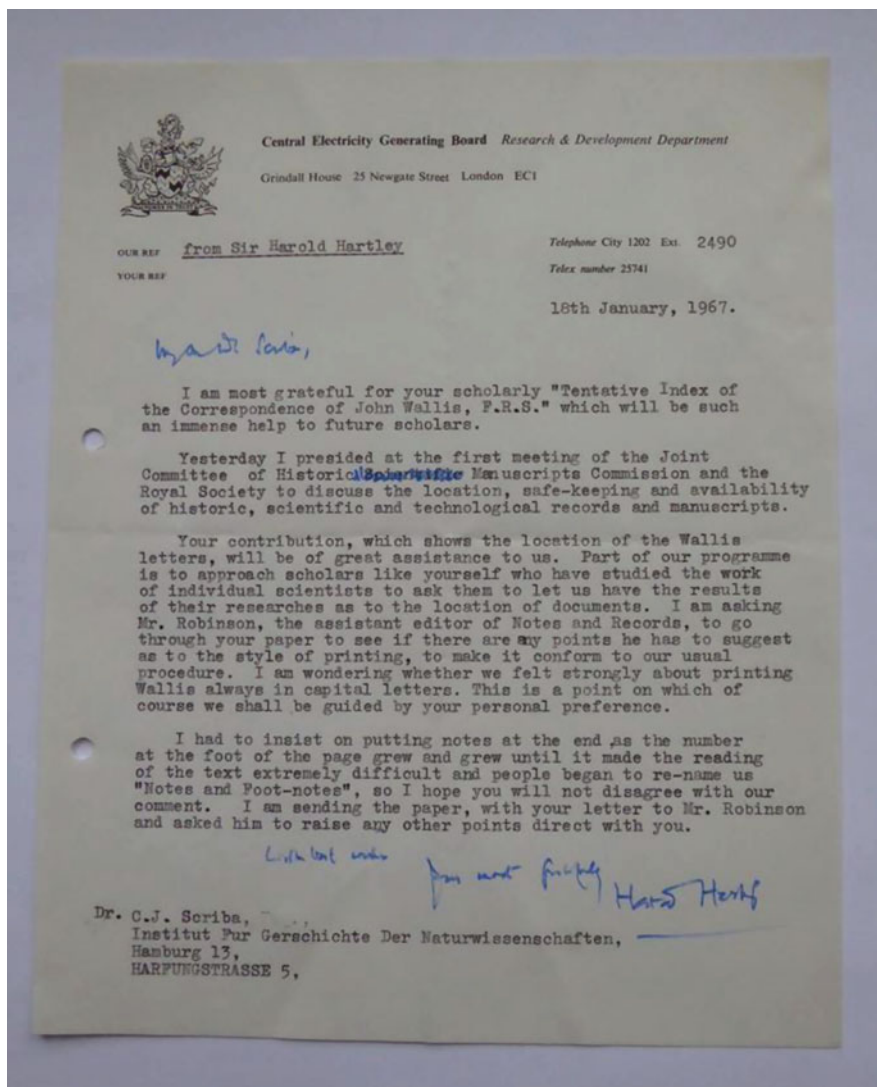 Central Electricity Generating Board Research & Development Department
Grindall House 25 Newgate Street London EC1
OUR REF from Sir Harold Hartley
Telephone City 1202 Ext. 2490
YOUR REF
Telex number 25741
18th January, 1967.
Scriba,
I am most grateful for your scholarly "Tentative Index of
the Correspondence of John Wallis, F.R.S." which will be such
an immense help to future scholars.
Yesterday I presided at the first meeting of the Joint
Committee of Historic Manuscripts Commission and the
Royal Society to discuss the location, safe-keeping and availability
of historic, scientific and technological records and manuscripts.
Your contribution, which shows the location of the Wallis
letters, will be of great assistance to us. Part of our programme
is to approach scholars like yourself who have studied the work
of individual scientists to ask them to let us have the results
of their researches as to the location of documents. I am asking
Mr. Robinson, the assistant editor of Notes and Records, to go
through your paper to see if there are any points he has to suggest
as to the style of printing, to make it conform to our usual
procedure. I am wondering whether we felt strongly about printing
Wallis always in capital letters. This is a point on which of
course we shall be guided by your personal preference.
I had to insist on putting notes at the end as the number
at the foot of the page grew and grew until it made the reading
of the text extremely difficult and people began to re-name us
"Notes and Foot-notes", so I hope you will not disagree with our
comment. I am sending the paper, with your letter to Mr. Robinson
and asked him to raise any other points direct with you.
With best wishes
Yours most faithfully
Harold Hartley
Dr. C.J. Scriba,
Institut Fur Gerschichte Der Naturwissenschaften,
Hamburg 13,
HARFUNGSTRASSE 5,